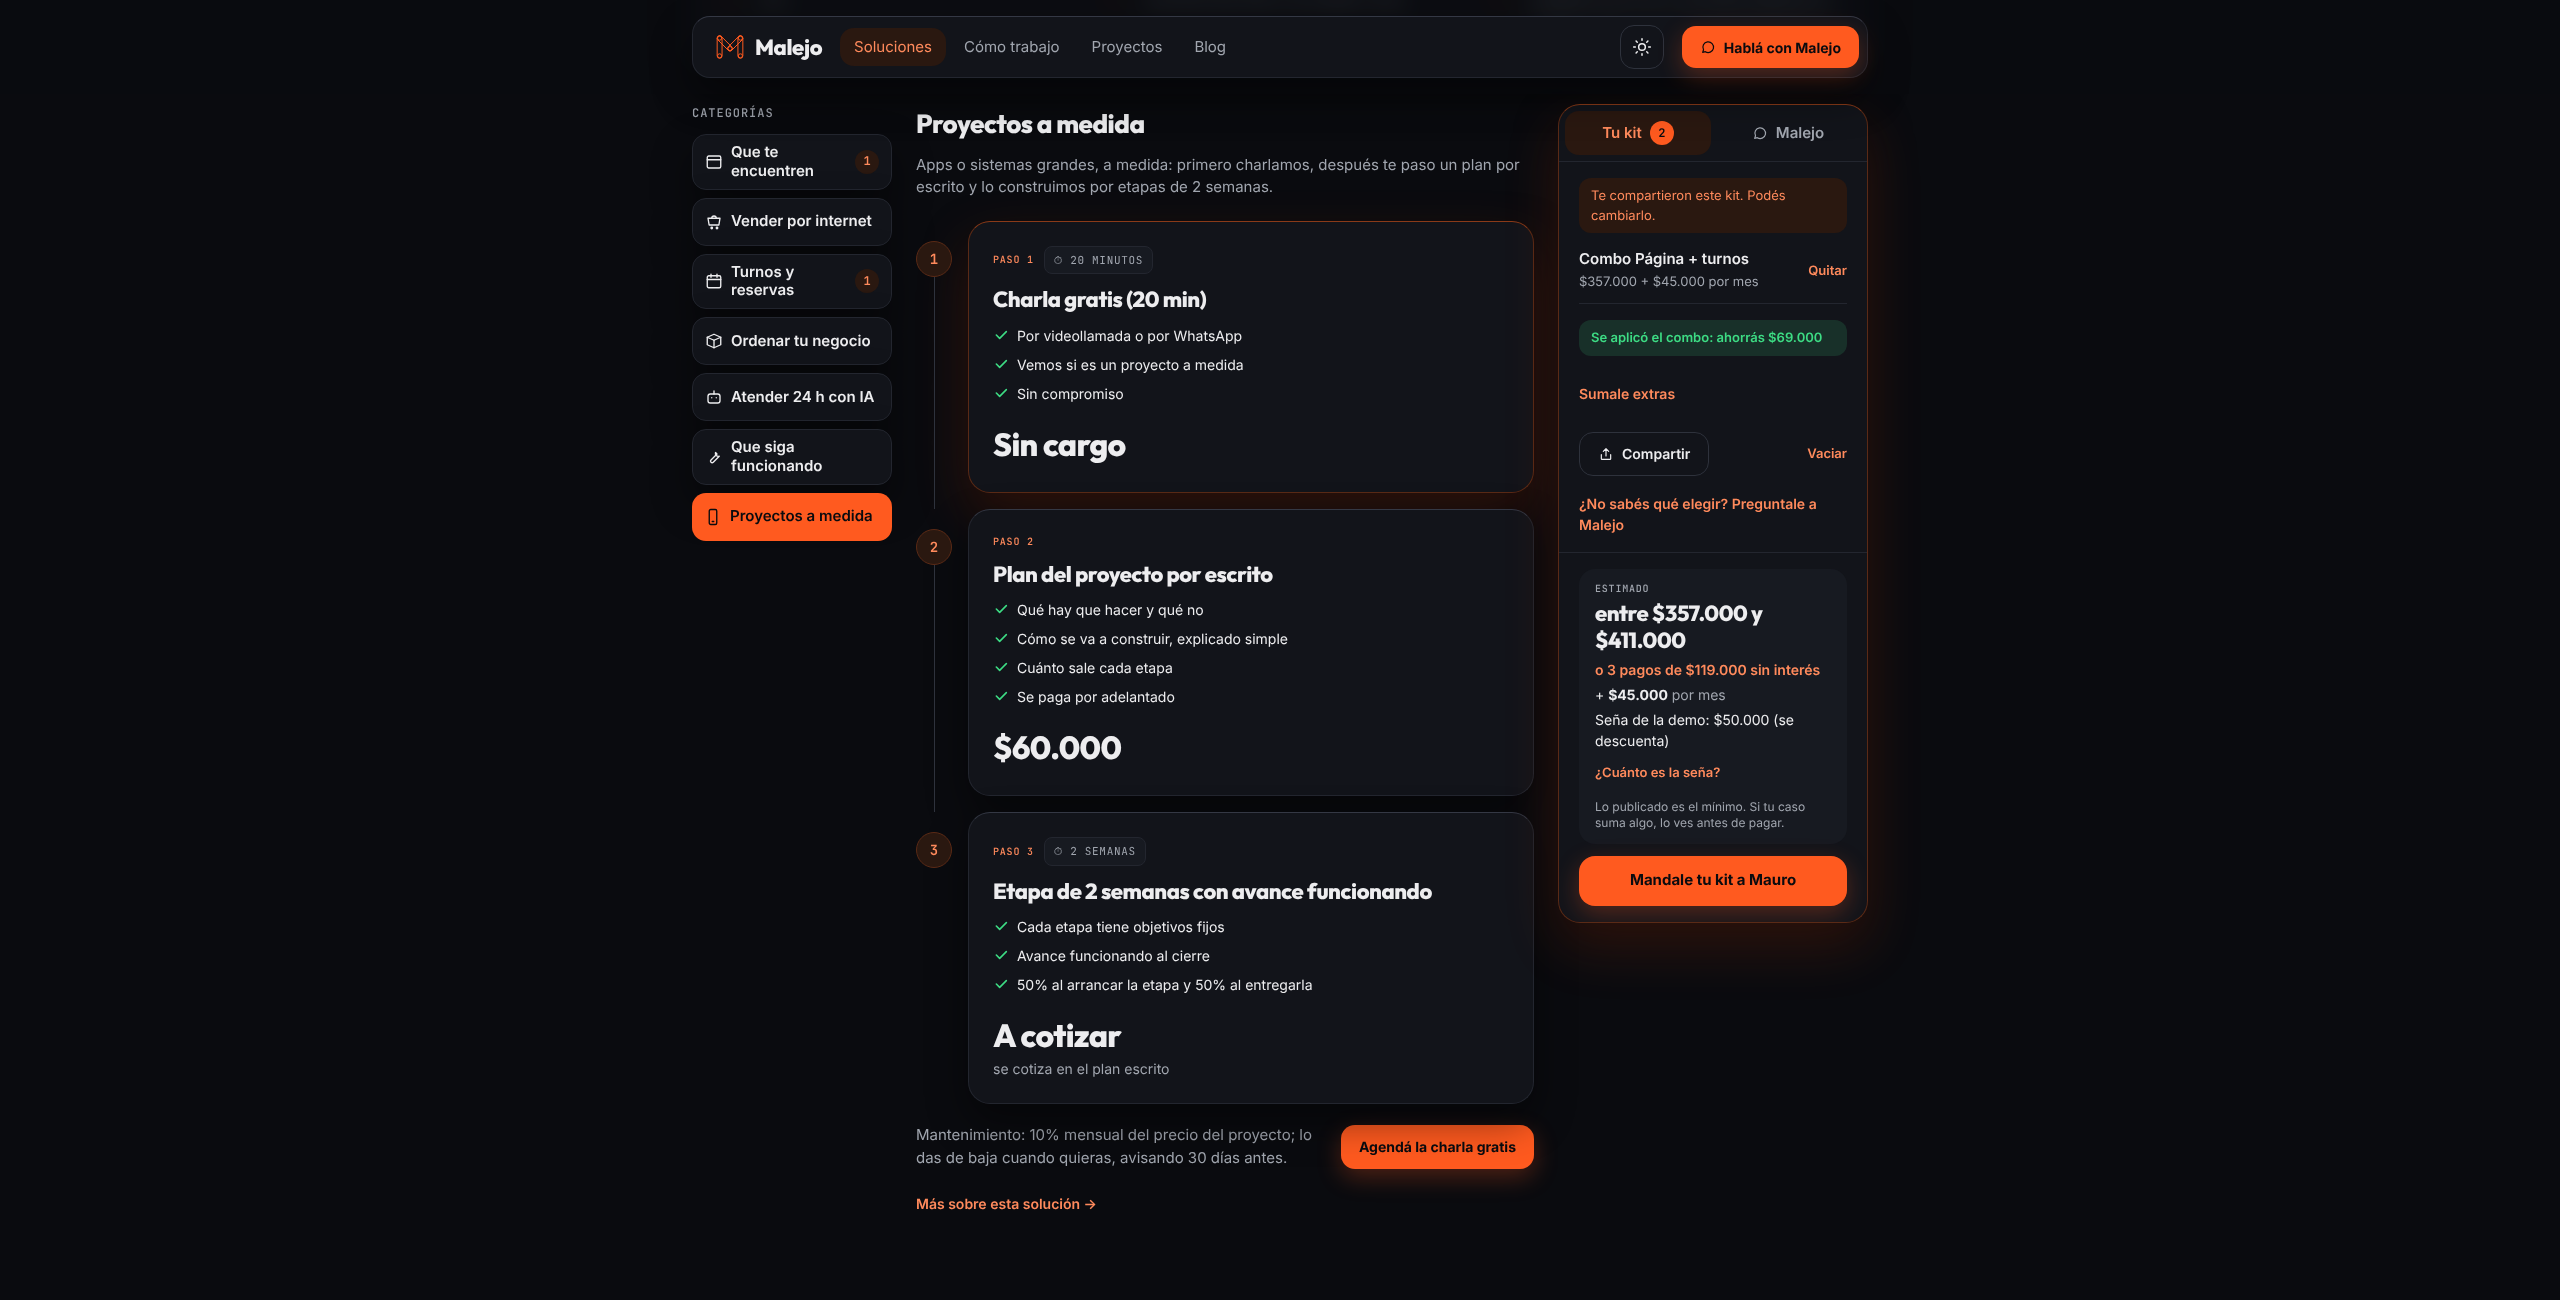 Malejo
Soluciones
Cómo trabajo
Proyectos
Blog
Hablá con Malejo
CATEGORÍAS
Que te
encuentren
1
Vender por internet
Turnos y
reservas
1
Ordenar tu negocio
Atender 24 h con IA
Que siga
funcionando
Proyectos a medida
Proyectos a medida
Apps o sistemas grandes, a medida: primero charlamos, después te paso un plan por
escrito y lo construimos por etapas de 2 semanas.
1
PASO 1
20 MINUTOS
Charla gratis (20 min)
Por videollamada o por WhatsApp
Vemos si es un proyecto a medida
Sin compromiso
Sin cargo
2
PASO 2
Plan del proyecto por escrito
Qué hay que hacer y qué no
Cómo se va a construir, explicado simple
Cuánto sale cada etapa
Se paga por adelantado
$60.000
3
PASO 3
2 SEMANAS
Etapa de 2 semanas con avance funcionando
Cada etapa tiene objetivos fijos
Avance funcionando al cierre
50% al arrancar la etapa y 50% al entregarla
A cotizar
se cotiza en el plan escrito
Mantenimiento: 10% mensual del precio del proyecto; lo
das de baja cuando quieras, avisando 30 días antes.
Agendá la charla gratis
Más sobre esta solución →
Tu kit 2
Malejo
Te compartieron este kit. Podés
cambiarlo.
Combo Página + turnos
$357.000 + $45.000 por mes
Quitar
Se aplicó el combo: ahorrás $69.000
Sumale extras
Compartir
Vaciar
¿No sabés qué elegir? Preguntale a
Malejo
ESTIMADO
entre $357.000 y
$411.000
o 3 pagos de $119.000 sin interés
+ $45.000 por mes
Seña de la demo: $50.000 (se
descuenta)
¿Cuánto es la seña?
Lo publicado es el mínimo. Si tu caso
suma algo, lo ves antes de pagar.
Mandale tu kit a Mauro